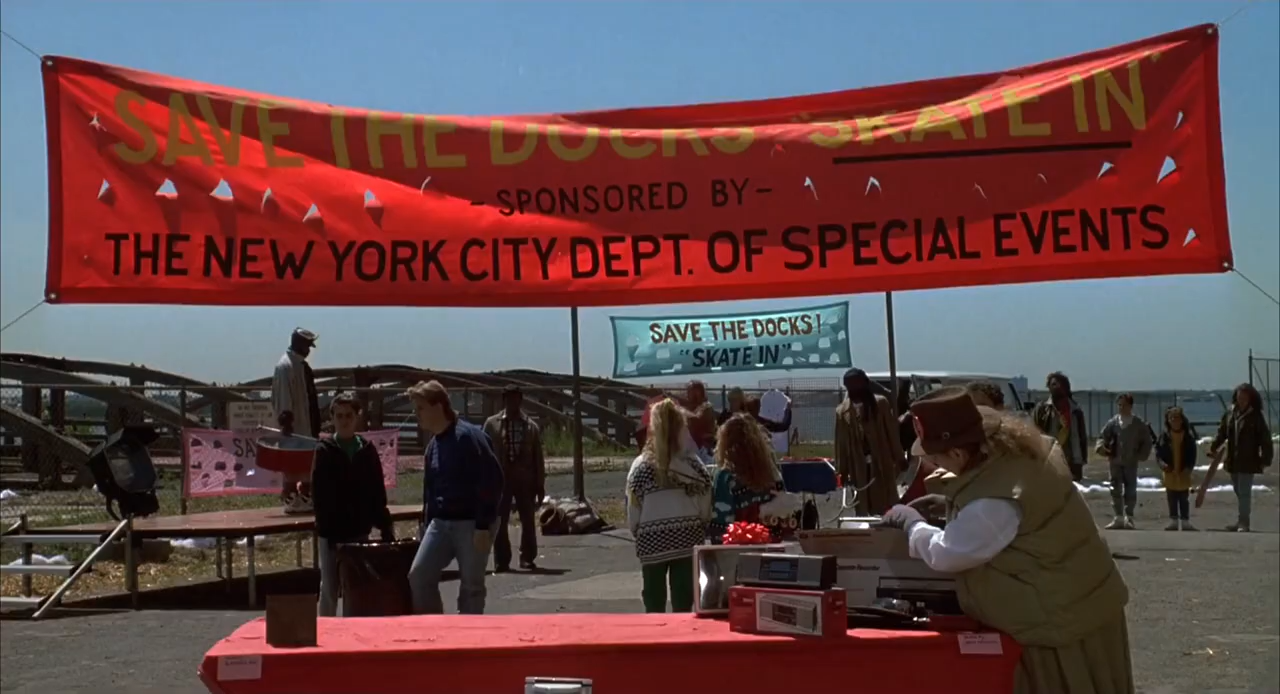 SAVE THE DOCKS "SKATE IN"
- SPONSORED BY -
THE NEW YORK CITY DEPT. OF SPECIAL EVENTS
SAVE THE DOCKS!
"SKATE IN"
SA